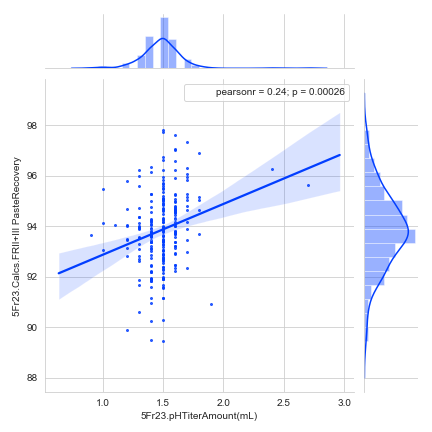 pearsonr = 0.24; p = 0.00026
98
96
94
92
90
88
5Fr23.Calcs.FRII+III PasteRecovery
1.0 1.5 2.0 2.5 3.0
5Fr23.pHTiterAmount(mL)